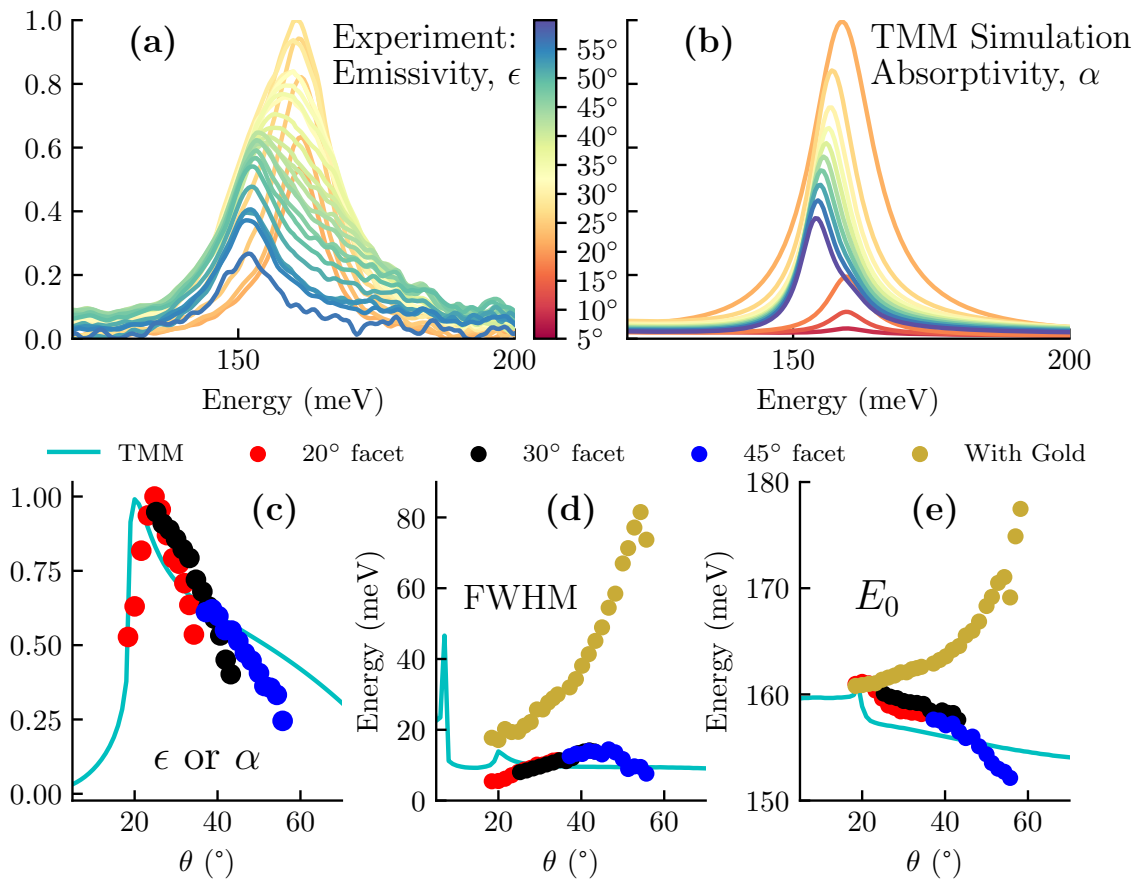 (a)
Experiment:
Emissivity, ϵ
1.0
0.8
0.6
0.4
0.2
0.0
150
200
Energy (meV)
55°
50°
45°
40°
35°
30°
25°
20°
15°
10°
5°
(b)
TMM Simulation
Absorptivity, α
150
200
Energy (meV)
TMM
20° facet
30° facet
45° facet
With Gold
(c)
1.00
0.75
0.50
0.25
0.00
ϵ or α
20
40
60
θ (°)
(d)
FWHM
Energy (meV)
80
60
40
20
0
20
40
60
θ (°)
(e)
E₀
Energy (meV)
180
170
160
150
20
40
60
θ (°)